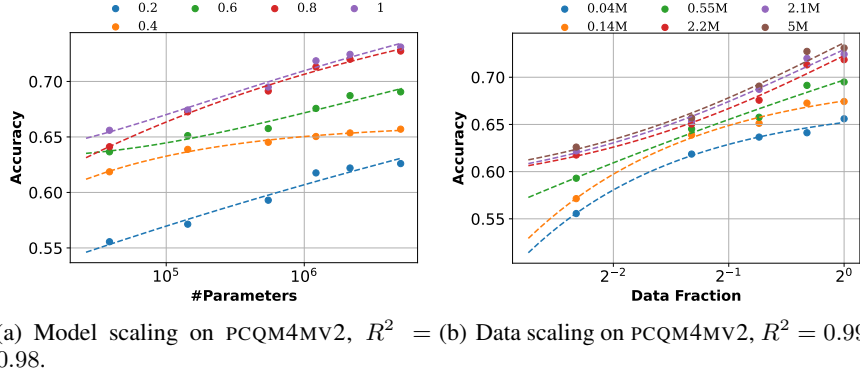 0.2 0.6 0.8 1
0.4
0.04M 0.55M 2.1M
0.14M 2.2M 5M
0.70
0.65
0.60
0.55
Accuracy
10^5 10^6
#Parameters
0.70
0.65
0.60
0.55
Accuracy
2^-2 2^-1 2^0
Data Fraction
(a) Model scaling on PCQM4MV2, R^2 =
0.98.
(b) Data scaling on PCQM4MV2, R^2 = 0.99